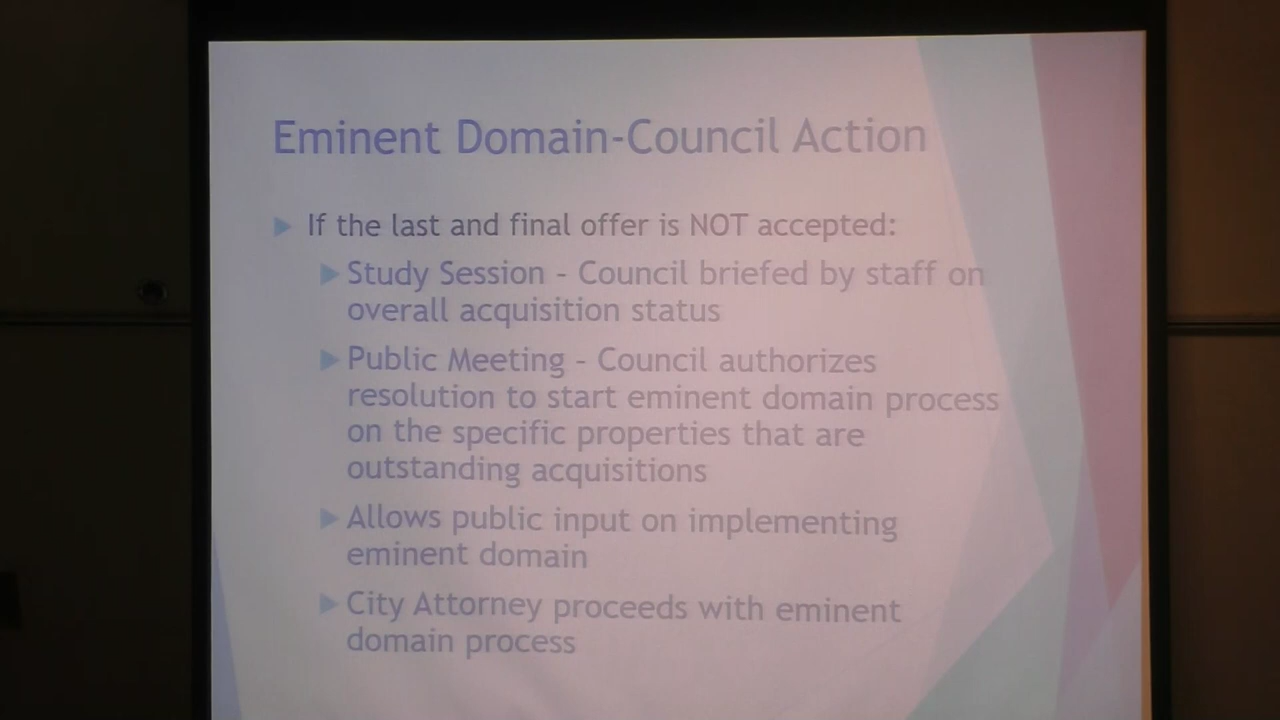 Eminent Domain-Council Action
If the last and final offer is NOT accepted:
Study Session - Council briefed by staff on
overall acquisition status
Public Meeting - Council authorizes
resolution to start eminent domain process
on the specific properties that are
outstanding acquisitions
Allows public input on implementing
eminent domain
City Attorney proceeds with eminent
domain process